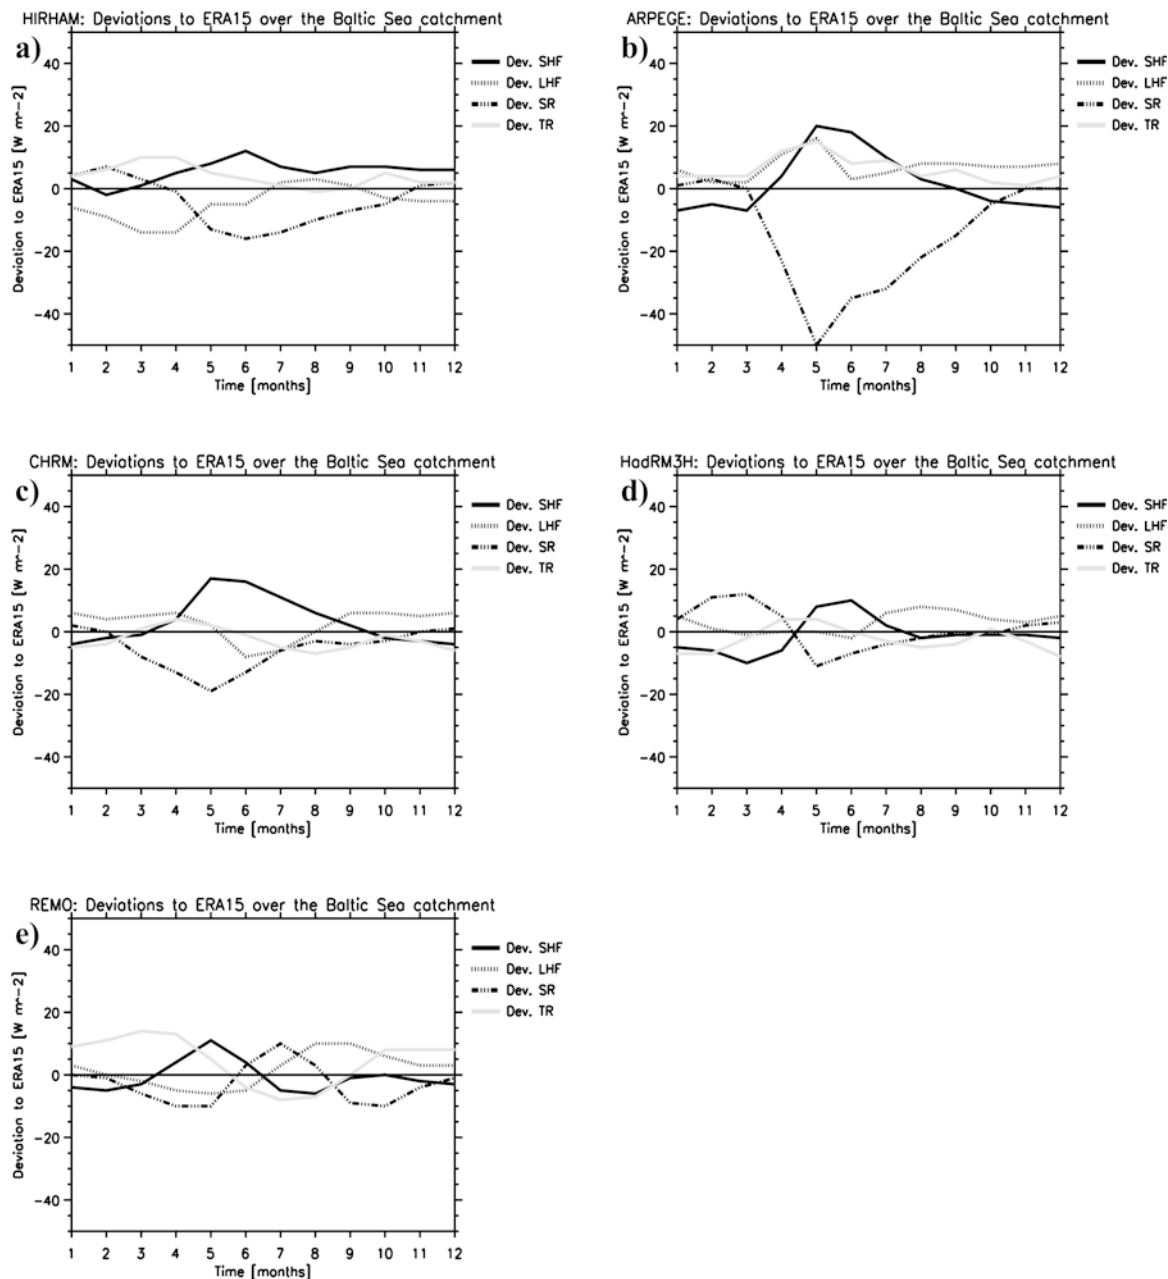 HIRHAM: Deviations to ERA15 over the Baltic Sea catchment
a)
40
20
0
-20
-40
Deviation to ERA15 [W m^-2]
1 2 3 4 5 6 7 8 9 10 11 12
Time [months]
Dev. SHF
Dev. LHF
Dev. SR
Dev. TR
ARPEGE: Deviations to ERA15 over the Baltic Sea catchment
b)
40
20
0
-20
-40
Deviation to ERA15 [W m^-2]
1 2 3 4 5 6 7 8 9 10 11 12
Time [months]
Dev. SHF
Dev. LHF
Dev. SR
Dev. TR
CHRM: Deviations to ERA15 over the Baltic Sea catchment
c)
40
20
0
-20
-40
Deviation to ERA15 [W m^-2]
1 2 3 4 5 6 7 8 9 10 11 12
Time [months]
Dev. SHF
Dev. LHF
Dev. SR
Dev. TR
HadRM3H: Deviations to ERA15 over the Baltic Sea catchment
d)
40
20
0
-20
-40
Deviation to ERA15 [W m^-2]
1 2 3 4 5 6 7 8 9 10 11 12
Time [months]
Dev. SHF
Dev. LHF
Dev. SR
Dev. TR
REMO: Deviations to ERA15 over the Baltic Sea catchment
e)
40
20
0
-20
-40
Deviation to ERA15 [W m^-2]
1 2 3 4 5 6 7 8 9 10 11 12
Time [months]
Dev. SHF
Dev. LHF
Dev. SR
Dev. TR